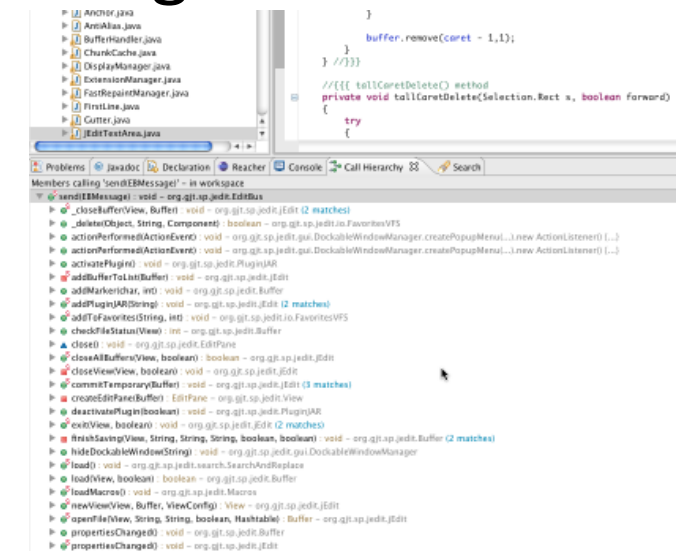 Anchor.java
AntiAlias.java
BufferHandler.java
ChunkCache.java
DisplayManager.java
ExtensionManager.java
FastRepaintManager.java
FirstLine.java
Gutter.java
JEditTextArea.java
}
buffer.remove(caret - 1,1);
}
} //}}}
//{{{ tallCaretDelete() method
private void tallCaretDelete(Selection.Rect s, boolean forward)
{
try
{
Problems Javadoc Declaration Reacher Console Call Hierarchy Search
Members calling 'send(EBMessage)' - in workspace
send(EBMessage) : void - org.gjt.sp.jedit.EditBus
_closeBuffer(View, Buffer) : void - org.gjt.sp.jedit.jEdit (2 matches)
_delete(Object, String, Component) : boolean - org.gjt.sp.jedit.io.FavoritesVFS
actionPerformed(ActionEvent) : void - org.gjt.sp.jedit.gui.DockableWindowManager.createPopupMenu(...).new ActionListener() {...}
actionPerformed(ActionEvent) : void - org.gjt.sp.jedit.gui.DockableWindowManager.createPopupMenu(...).new ActionListener() {...}
activatePlugin() : void - org.gjt.sp.jedit.PluginJAR
addBufferToList(Buffer) : void - org.gjt.sp.jedit.jEdit
addMarker(char, int) : void - org.gjt.sp.jedit.Buffer
addPluginJAR(String) : void - org.gjt.sp.jedit.jEdit (2 matches)
addToFavorites(String, int) : void - org.gjt.sp.jedit.io.FavoritesVFS
checkFileStatus(View) : int - org.gjt.sp.jedit.Buffer
close() : void - org.gjt.sp.jedit.EditPane
closeAllBuffers(View, boolean) : boolean - org.gjt.sp.jedit.jEdit
closeView(View, boolean) : void - org.gjt.sp.jedit.jEdit
commitTemporary(Buffer) : void - org.gjt.sp.jedit.jEdit (3 matches)
createEditPane(Buffer) : EditPane - org.gjt.sp.jedit.View
deactivatePlugin(boolean) : void - org.gjt.sp.jedit.PluginJAR
exit(View, boolean) : void - org.gjt.sp.jedit.jEdit (2 matches)
finishSaving(View, String, String, String, boolean, boolean) : void - org.gjt.sp.jedit.Buffer (2 matches)
hideDockableWindow(String) : void - org.gjt.sp.jedit.gui.DockableWindowManager
load() : void - org.gjt.sp.jedit.search.SearchAndReplace
load(View, boolean) : boolean - org.gjt.sp.jedit.Buffer
loadMacros() : void - org.gjt.sp.jedit.Macros
newView(View, Buffer, ViewConfig) : View - org.gjt.sp.jedit.jEdit
openFile(View, String, String, boolean, Hashtable) : Buffer - org.gjt.sp.jedit.jEdit
propertiesChanged() : void - org.gjt.sp.jedit.Buffer
propertiesChanged() : void - org.gjt.sp.jedit.jEdit